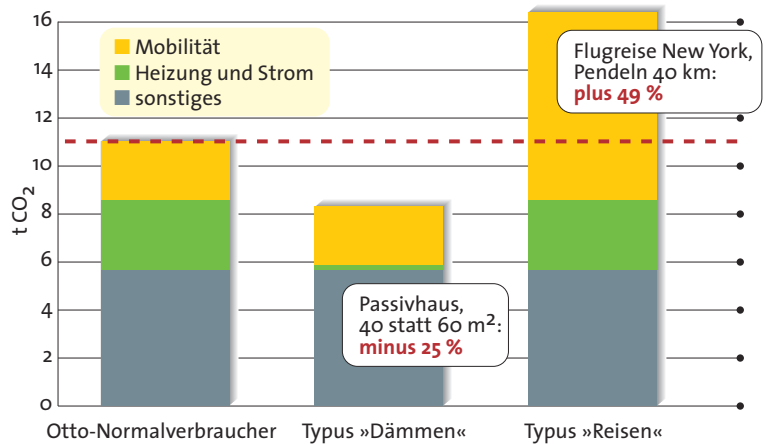 16
14
12
10
8
6
4
2
0
t CO₂
Mobilität
Heizung und Strom
sonstiges
Flugreise New York,
Pendeln 40 km:
plus 49 %
Passivhaus,
40 statt 60 m²:
minus 25 %
Otto-Normalverbraucher
Typus »Dämmen«
Typus »Reisen«